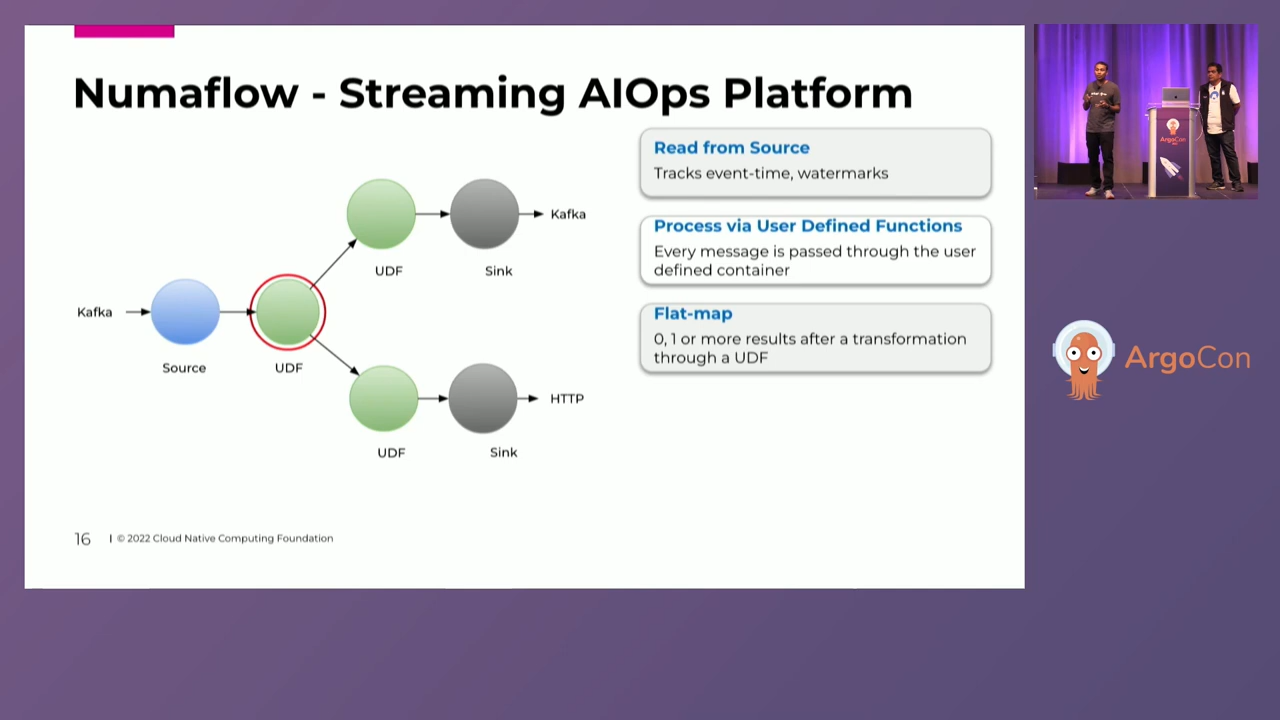 Numaflow - Streaming AIOps Platform
Read from Source
Tracks event-time, watermarks
Process via User Defined Functions
Every message is passed through the user
defined container
Flat-map
0, 1 or more results after a transformation
through a UDF
Kafka
Source
UDF
UDF
Sink
Kafka
UDF
Sink
HTTP
16
© 2022 Cloud Native Computing Foundation
ArgoCon
ArgoCon